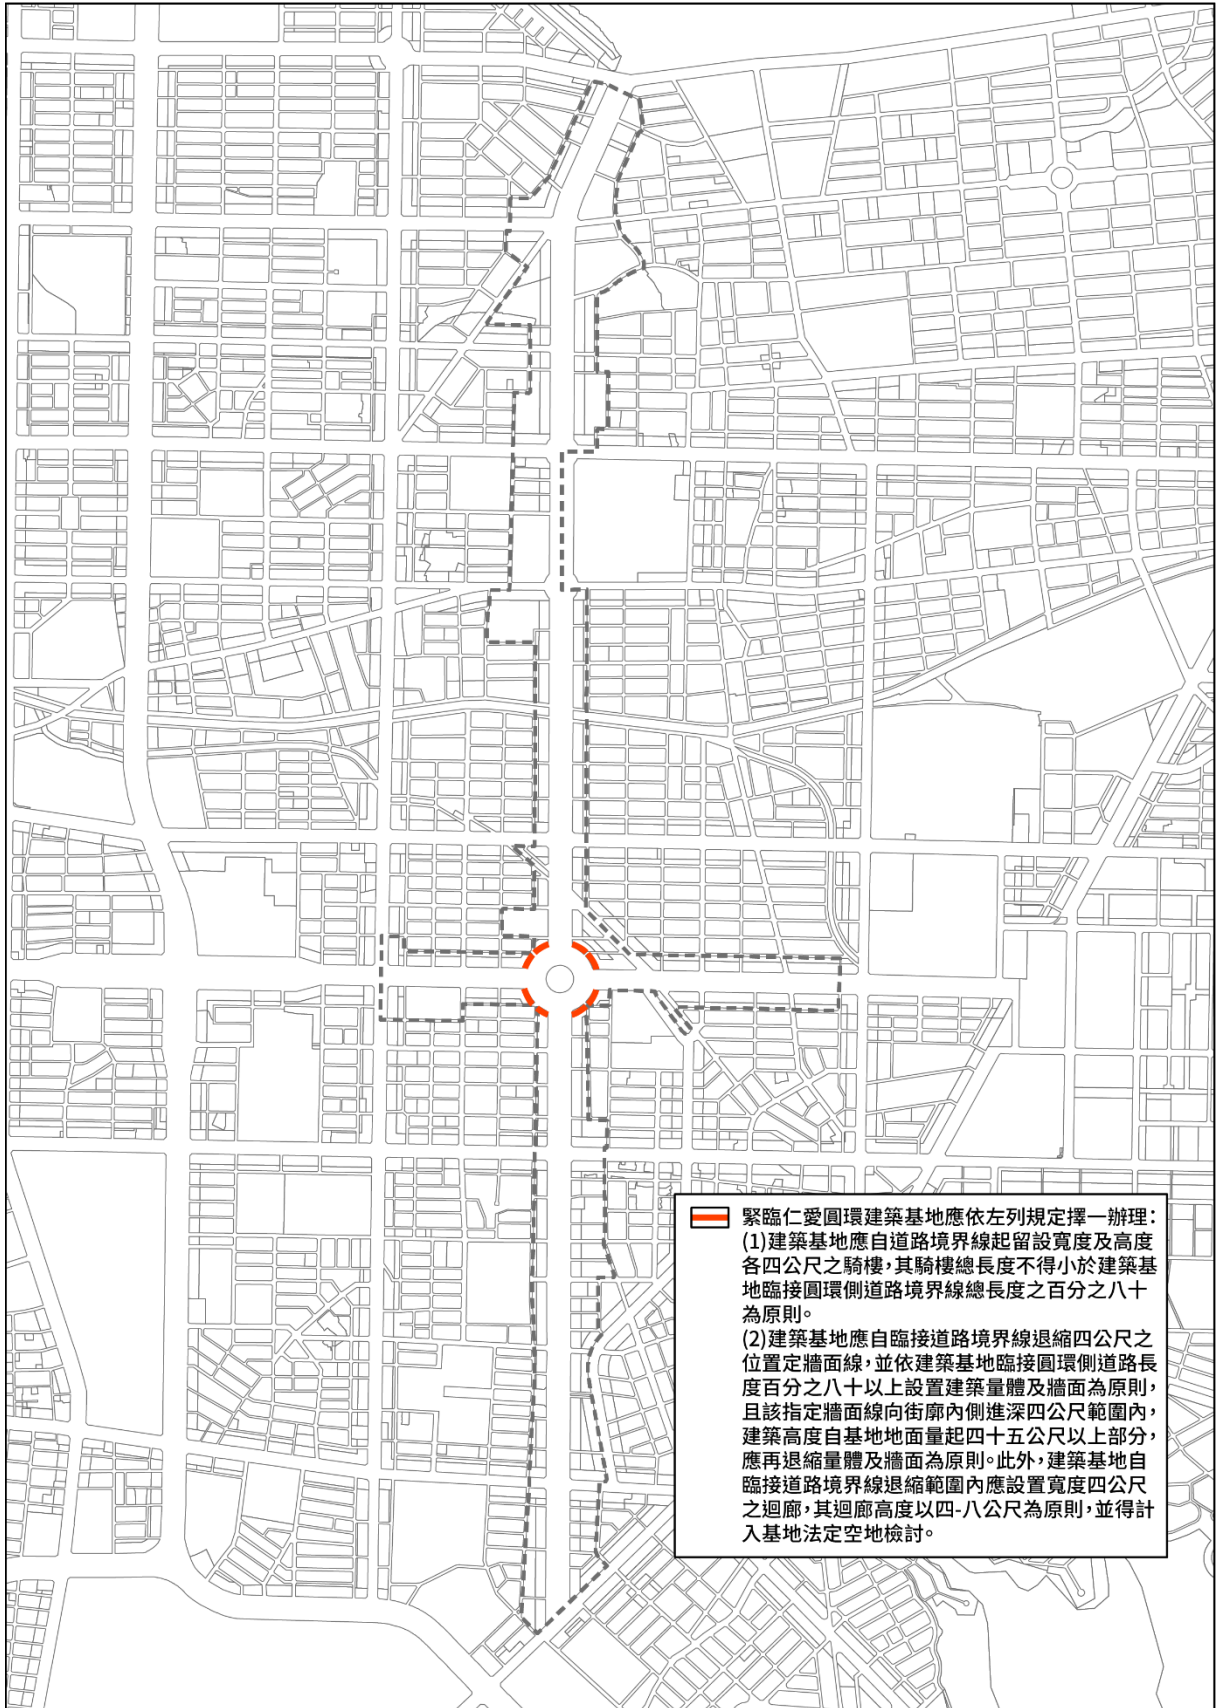 緊臨仁愛圓環建築基地應依左列規定擇一辦理：
(1)建築基地應自道路境界線起留設寬度及高度
各四公尺之騎樓，其騎樓總長度不得小於建築基
地臨接圓環側道路境界線總長度之百分之八十
為原則。
(2)建築基地應自臨接道路境界線退縮四公尺之
位置定牆面線，並依建築基地臨接圓環側道路長
度百分之八十以上設置建築量體及牆面為原則，
且該指定牆面線向街廓內側進深四公尺範圍內，
建築高度自基地地面量起四十五公尺以上部分，
應再退縮量體及牆面為原則。此外，建築基地自
臨接道路境界線退縮範圍內應設置寬度四公尺
之迴廊，其迴廊高度以四-八公尺為原則，並得計
入基地法定空地檢討。